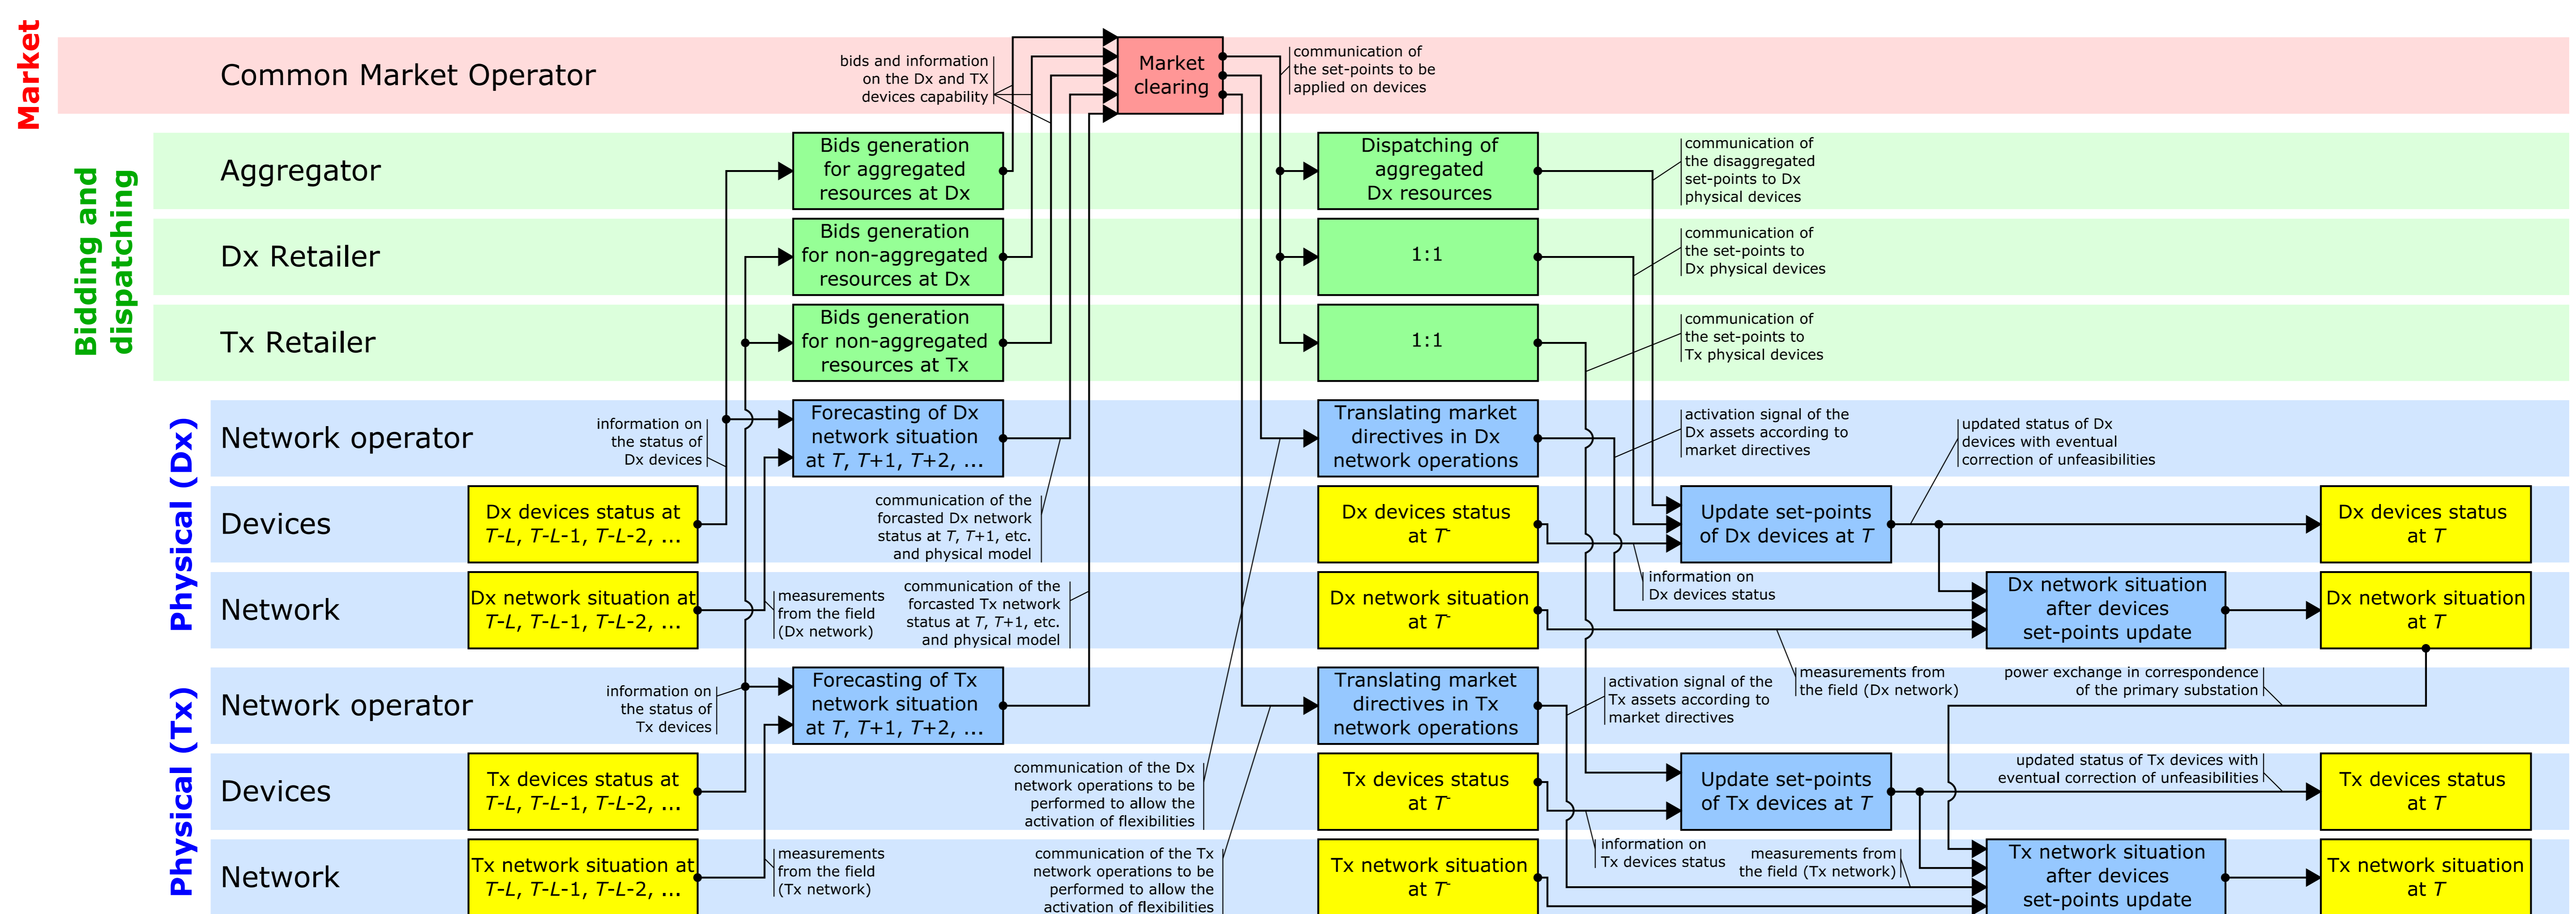 Market
Common Market Operator
bids and information
on the Dx and TX
devices capability
Market
clearing
communication of
the set-points to be
applied on devices
Bidding and
dispatching
Aggregator
Bids generation
for aggregated
resources at Dx
Dispatching of
aggregated
Dx resources
communication of
the disaggregated
set-points to Dx
physical devices
Dx Retailer
Bids generation
for non-aggregated
resources at Dx
1:1
communication of
the set-points to
Dx physical devices
Tx Retailer
Bids generation
for non-aggregated
resources at Tx
1:1
communication of
the set-points to
Tx physical devices
Physical (Dx)
Network operator
information on
the status of
Dx devices
Forecasting of Dx
network situation
at T, T+1, T+2, ...
Translating market
directives in Dx
network operations
activation signal of the
Dx assets according to
market directives
updated status of Dx
devices with eventual
correction of unfeasibilities
Devices
Dx devices status at
T-L, T-L-1, T-L-2, ...
communication of the
forcasted Dx network
status at T, T+1, etc.
and physical model
Dx devices status
at T-
Update set-points
of Dx devices at T
Dx devices status
at T
Network
Dx network situation at
T-L, T-L-1, T-L-2, ...
measurements
from the field
(Dx network)
communication of the
forcasted Tx network
status at T, T+1, etc.
and physical model
Dx network situation
at T-
information on
Dx devices status
Dx network situation
after devices
set-points update
Dx network situation
at T
Physical (Tx)
Network operator
information on
the status of
Tx devices
Forecasting of Tx
network situation
at T, T+1, T+2, ...
Translating market
directives in Tx
network operations
activation signal of the
Tx assets according to
market directives
measurements from
the field (Dx network)
power exchange in correspondence
of the primary substation
Devices
Tx devices status at
T-L, T-L-1, T-L-2, ...
communication of the Dx
network operations to be
performed to allow the
activation of flexibilities
Tx devices status
at T-
Update set-points
of Tx devices at T
updated status of Tx devices with
eventual correction of unfeasibilities
Tx devices status
at T
Network
Tx network situation at
T-L, T-L-1, T-L-2, ...
measurements
from the field
(Tx network)
communication of the Tx
network operations to be
performed to allow the
activation of flexibilities
Tx network situation
at T-
information on
Tx devices status
measurements from
the field (Tx network)
Tx network situation
after devices
set-points update
Tx network situation
at T